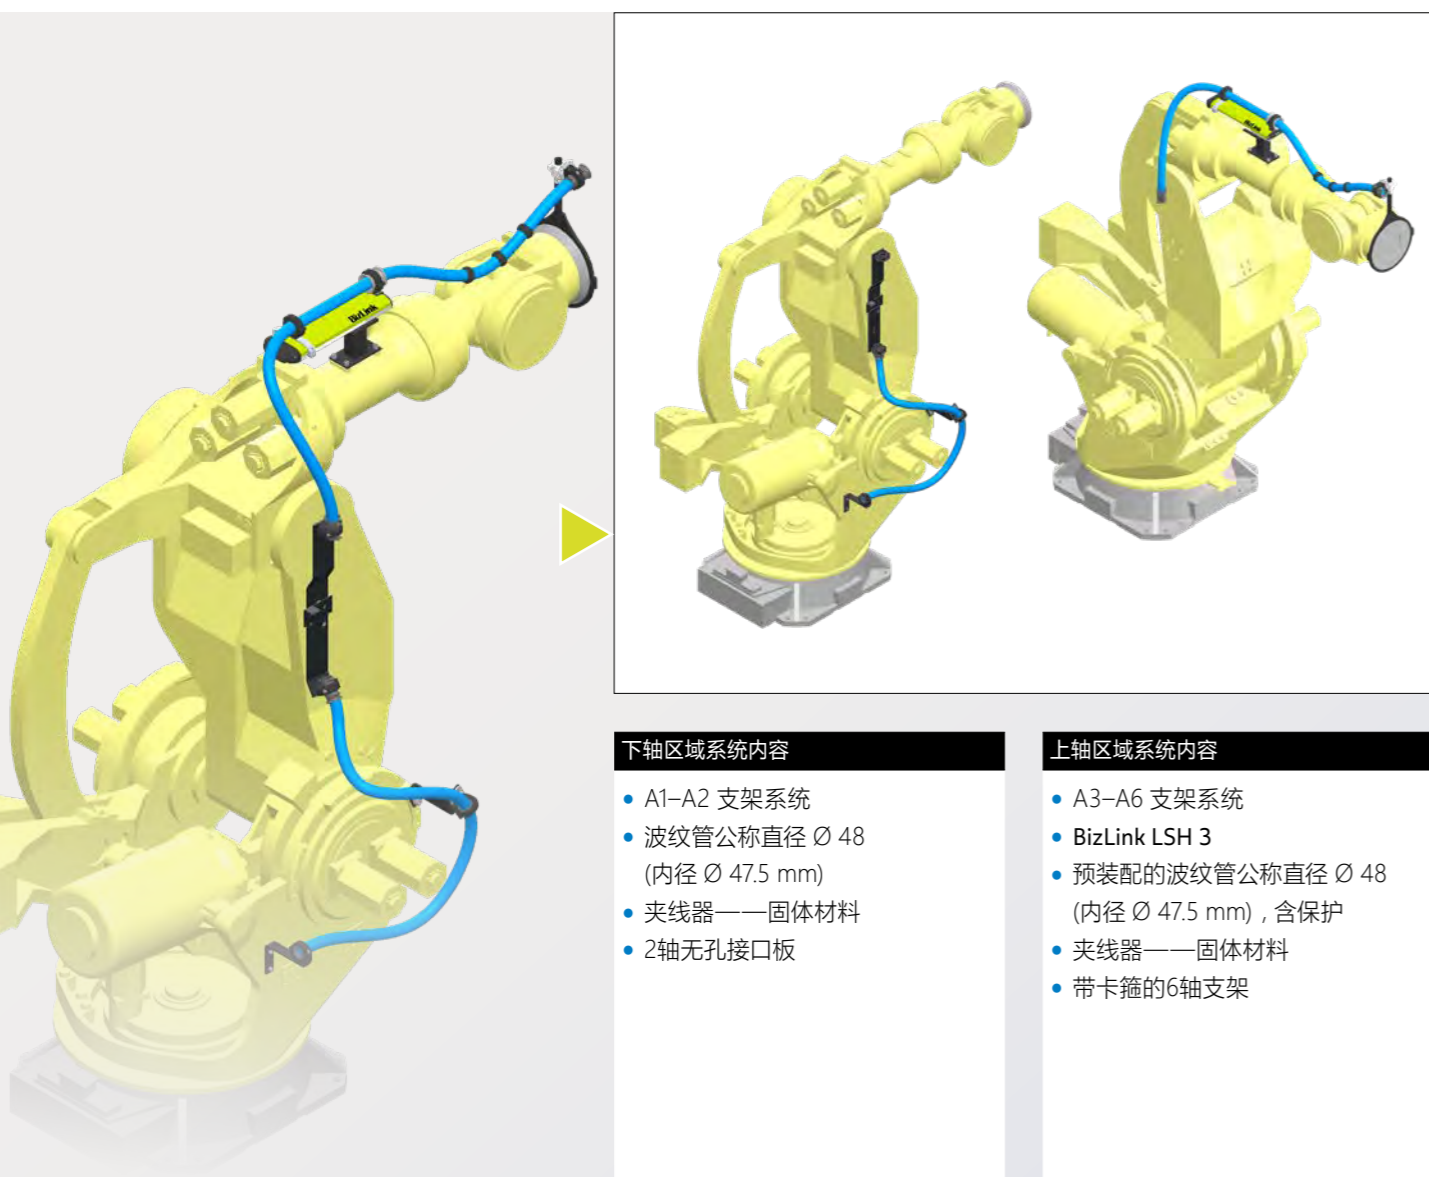 BizLink
BizLink
下轴区域系统内容
• A1–A2 支架系统
• 波纹管公称直径 Ø 48
(内径 Ø 47.5 mm)
• 夹线器——固体材料
• 2轴无孔接口板
上轴区域系统内容
• A3–A6 支架系统
• BizLink LSH 3
• 预装配的波纹管公称直径 Ø 48
(内径 Ø 47.5 mm) , 含保护
• 夹线器——固体材料
• 带卡箍的6轴支架